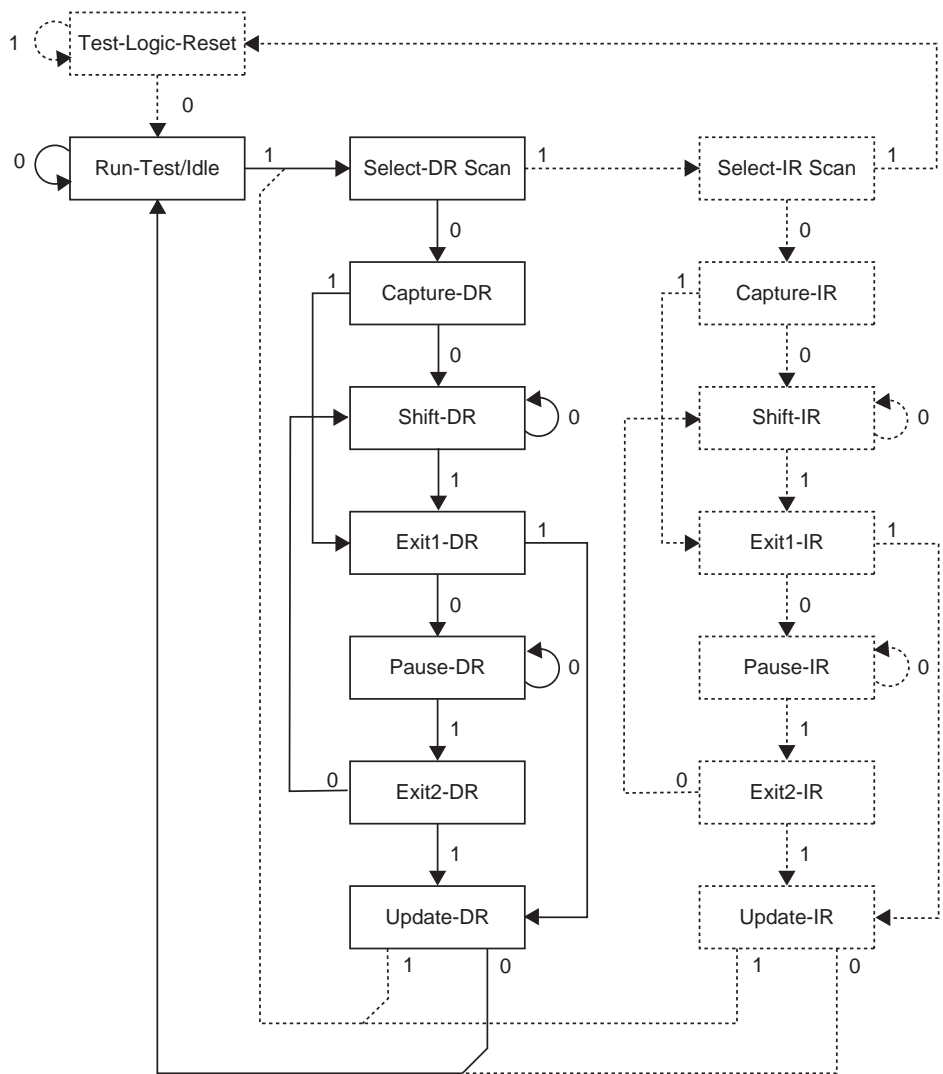 1
Test-Logic-Reset
0
0
Run-Test/Idle
1
Select-DR Scan
1
Select-IR Scan
1
0
0
1
Capture-DR
1
Capture-IR
0
0
Shift-DR
0
Shift-IR
0
1
1
Exit1-DR
1
Exit1-IR
1
0
0
Pause-DR
0
Pause-IR
0
1
1
0
Exit2-DR
0
Exit2-IR
1
1
Update-DR
Update-IR
1
0
1
0